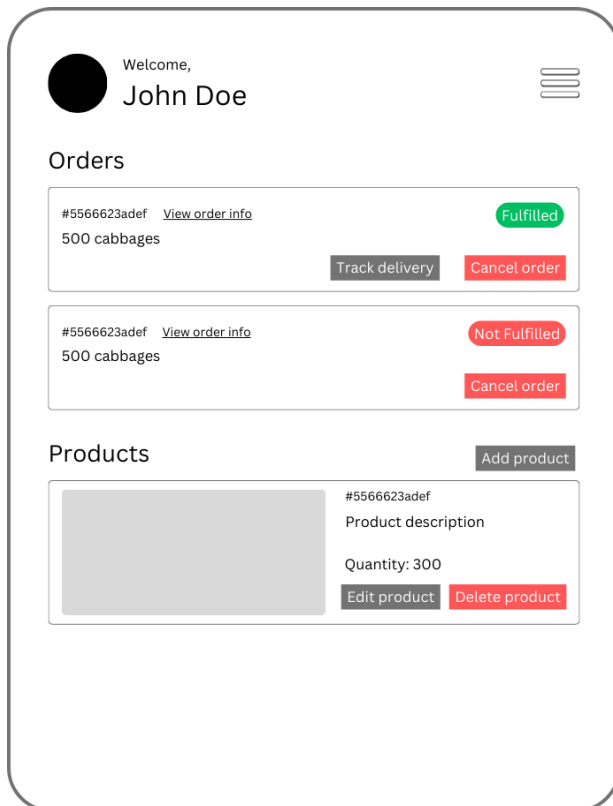 Welcome,
John Doe
Orders
#5566623adef View order info Fulfilled
500 cabbages
Track delivery Cancel order
#5566623adef View order info Not Fulfilled
500 cabbages
Cancel order
Products Add product
#5566623adef
Product description
Quantity: 300
Edit product Delete product